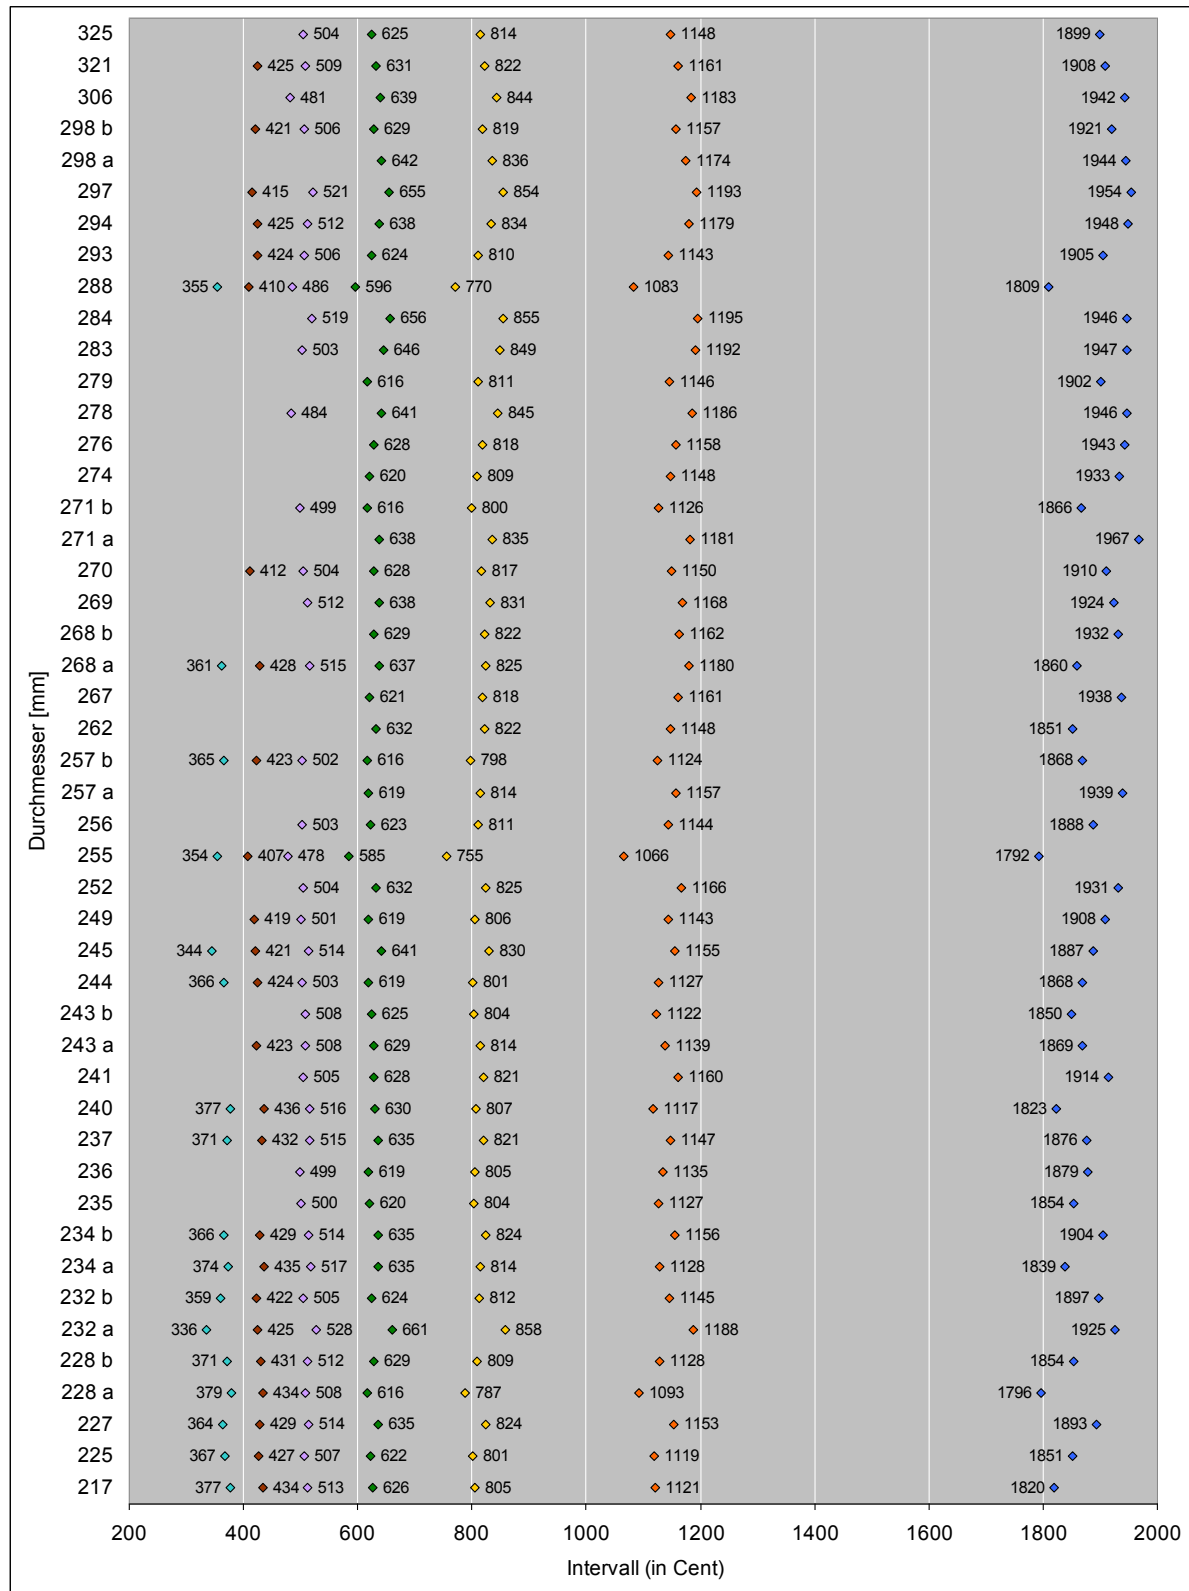 325 504 625 814 1148 1899
321 425 509 631 822 1161 1908
306 481 639 844 1183 1942
298 b 421 506 629 819 1157 1921
298 a 642 836 1174 1944
297 415 521 655 854 1193 1954
294 425 512 638 834 1179 1948
293 424 506 624 810 1143 1905
288 355 410 486 596 770 1083 1809
284 519 656 855 1195 1946
283 503 646 849 1192 1947
279 616 811 1146 1902
278 484 641 845 1186 1946
276 628 818 1158 1943
274 620 809 1148 1933
271 b 499 616 800 1126 1866
271 a 638 835 1181 1967
270 412 504 628 817 1150 1910
269 512 638 831 1168 1924
268 b 629 822 1162 1932
268 a 361 428 515 637 825 1180 1860
267 621 818 1161 1938
262 632 822 1148 1851
257 b 365 423 502 616 798 1124 1868
257 a 619 814 1157 1939
256 503 623 811 1144 1888
255 354 407 478 585 755 1066 1792
252 504 632 825 1166 1931
249 419 501 619 806 1143 1908
245 344 421 514 641 830 1155 1887
244 366 424 503 619 801 1127 1868
243 b 508 625 804 1122 1850
243 a 423 508 629 814 1139 1869
241 505 628 821 1160 1914
240 377 436 516 630 807 1117 1823
237 371 432 515 635 821 1147 1876
236 499 619 805 1135 1879
235 500 620 804 1127 1854
234 b 366 429 514 635 824 1156 1904
234 a 374 435 517 635 814 1128 1839
232 b 359 422 505 624 812 1145 1897
232 a 336 425 528 661 858 1188 1925
228 b 371 431 512 629 809 1128 1854
228 a 379 434 508 616 787 1093 1796
227 364 429 514 635 824 1153 1893
225 367 427 507 622 801 1119 1851
217 377 434 513 626 805 1121 1820
Durchmesser [mm]
200 400 600 800 1000 1200 1400 1600 1800 2000
Intervall (in Cent)